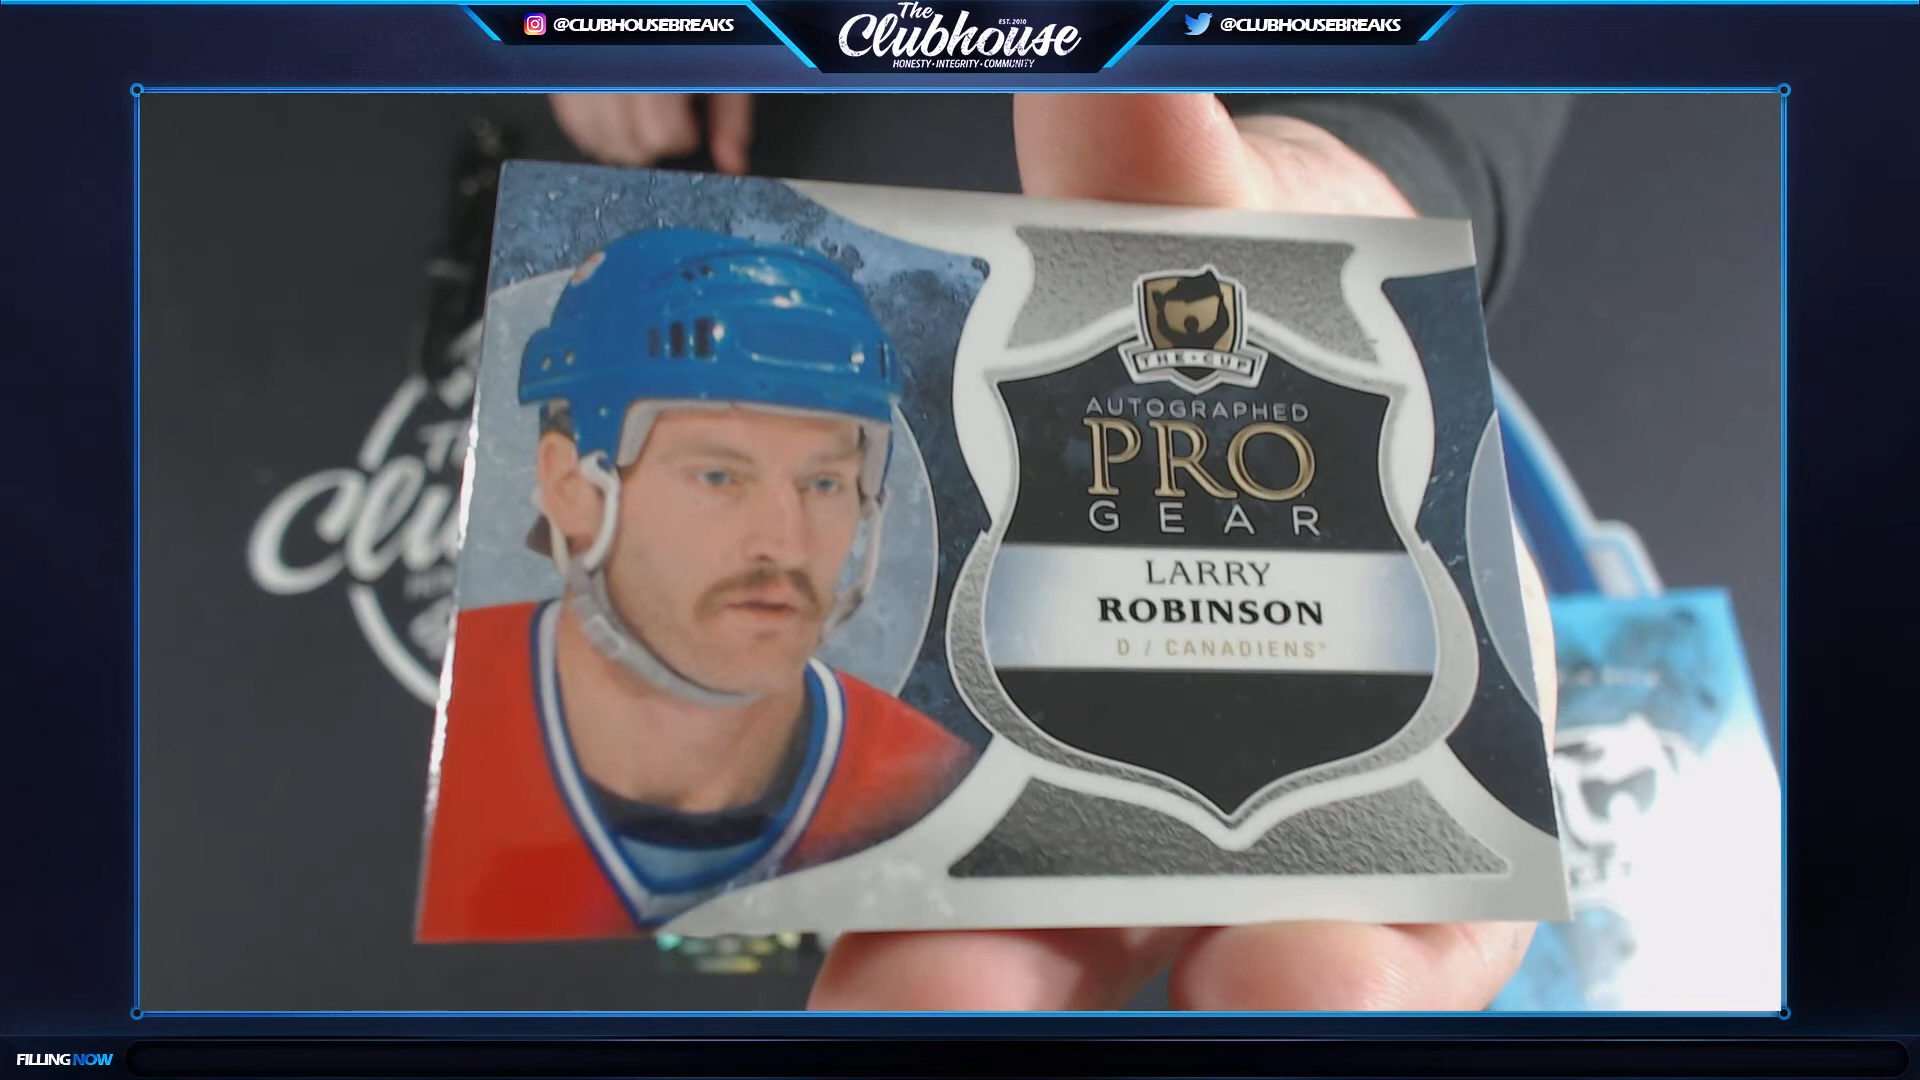 @CLUBHOUSEBREAKS
The
EST. 2010
Clubhouse
HONESTY • INTEGRITY • COMMUNITY
@CLUBHOUSEBREAKS
THE • CUP
AUTOGRAPHED
PRO
GEAR
LARRY
ROBINSON
D / CANADIENS
FILLING NOW